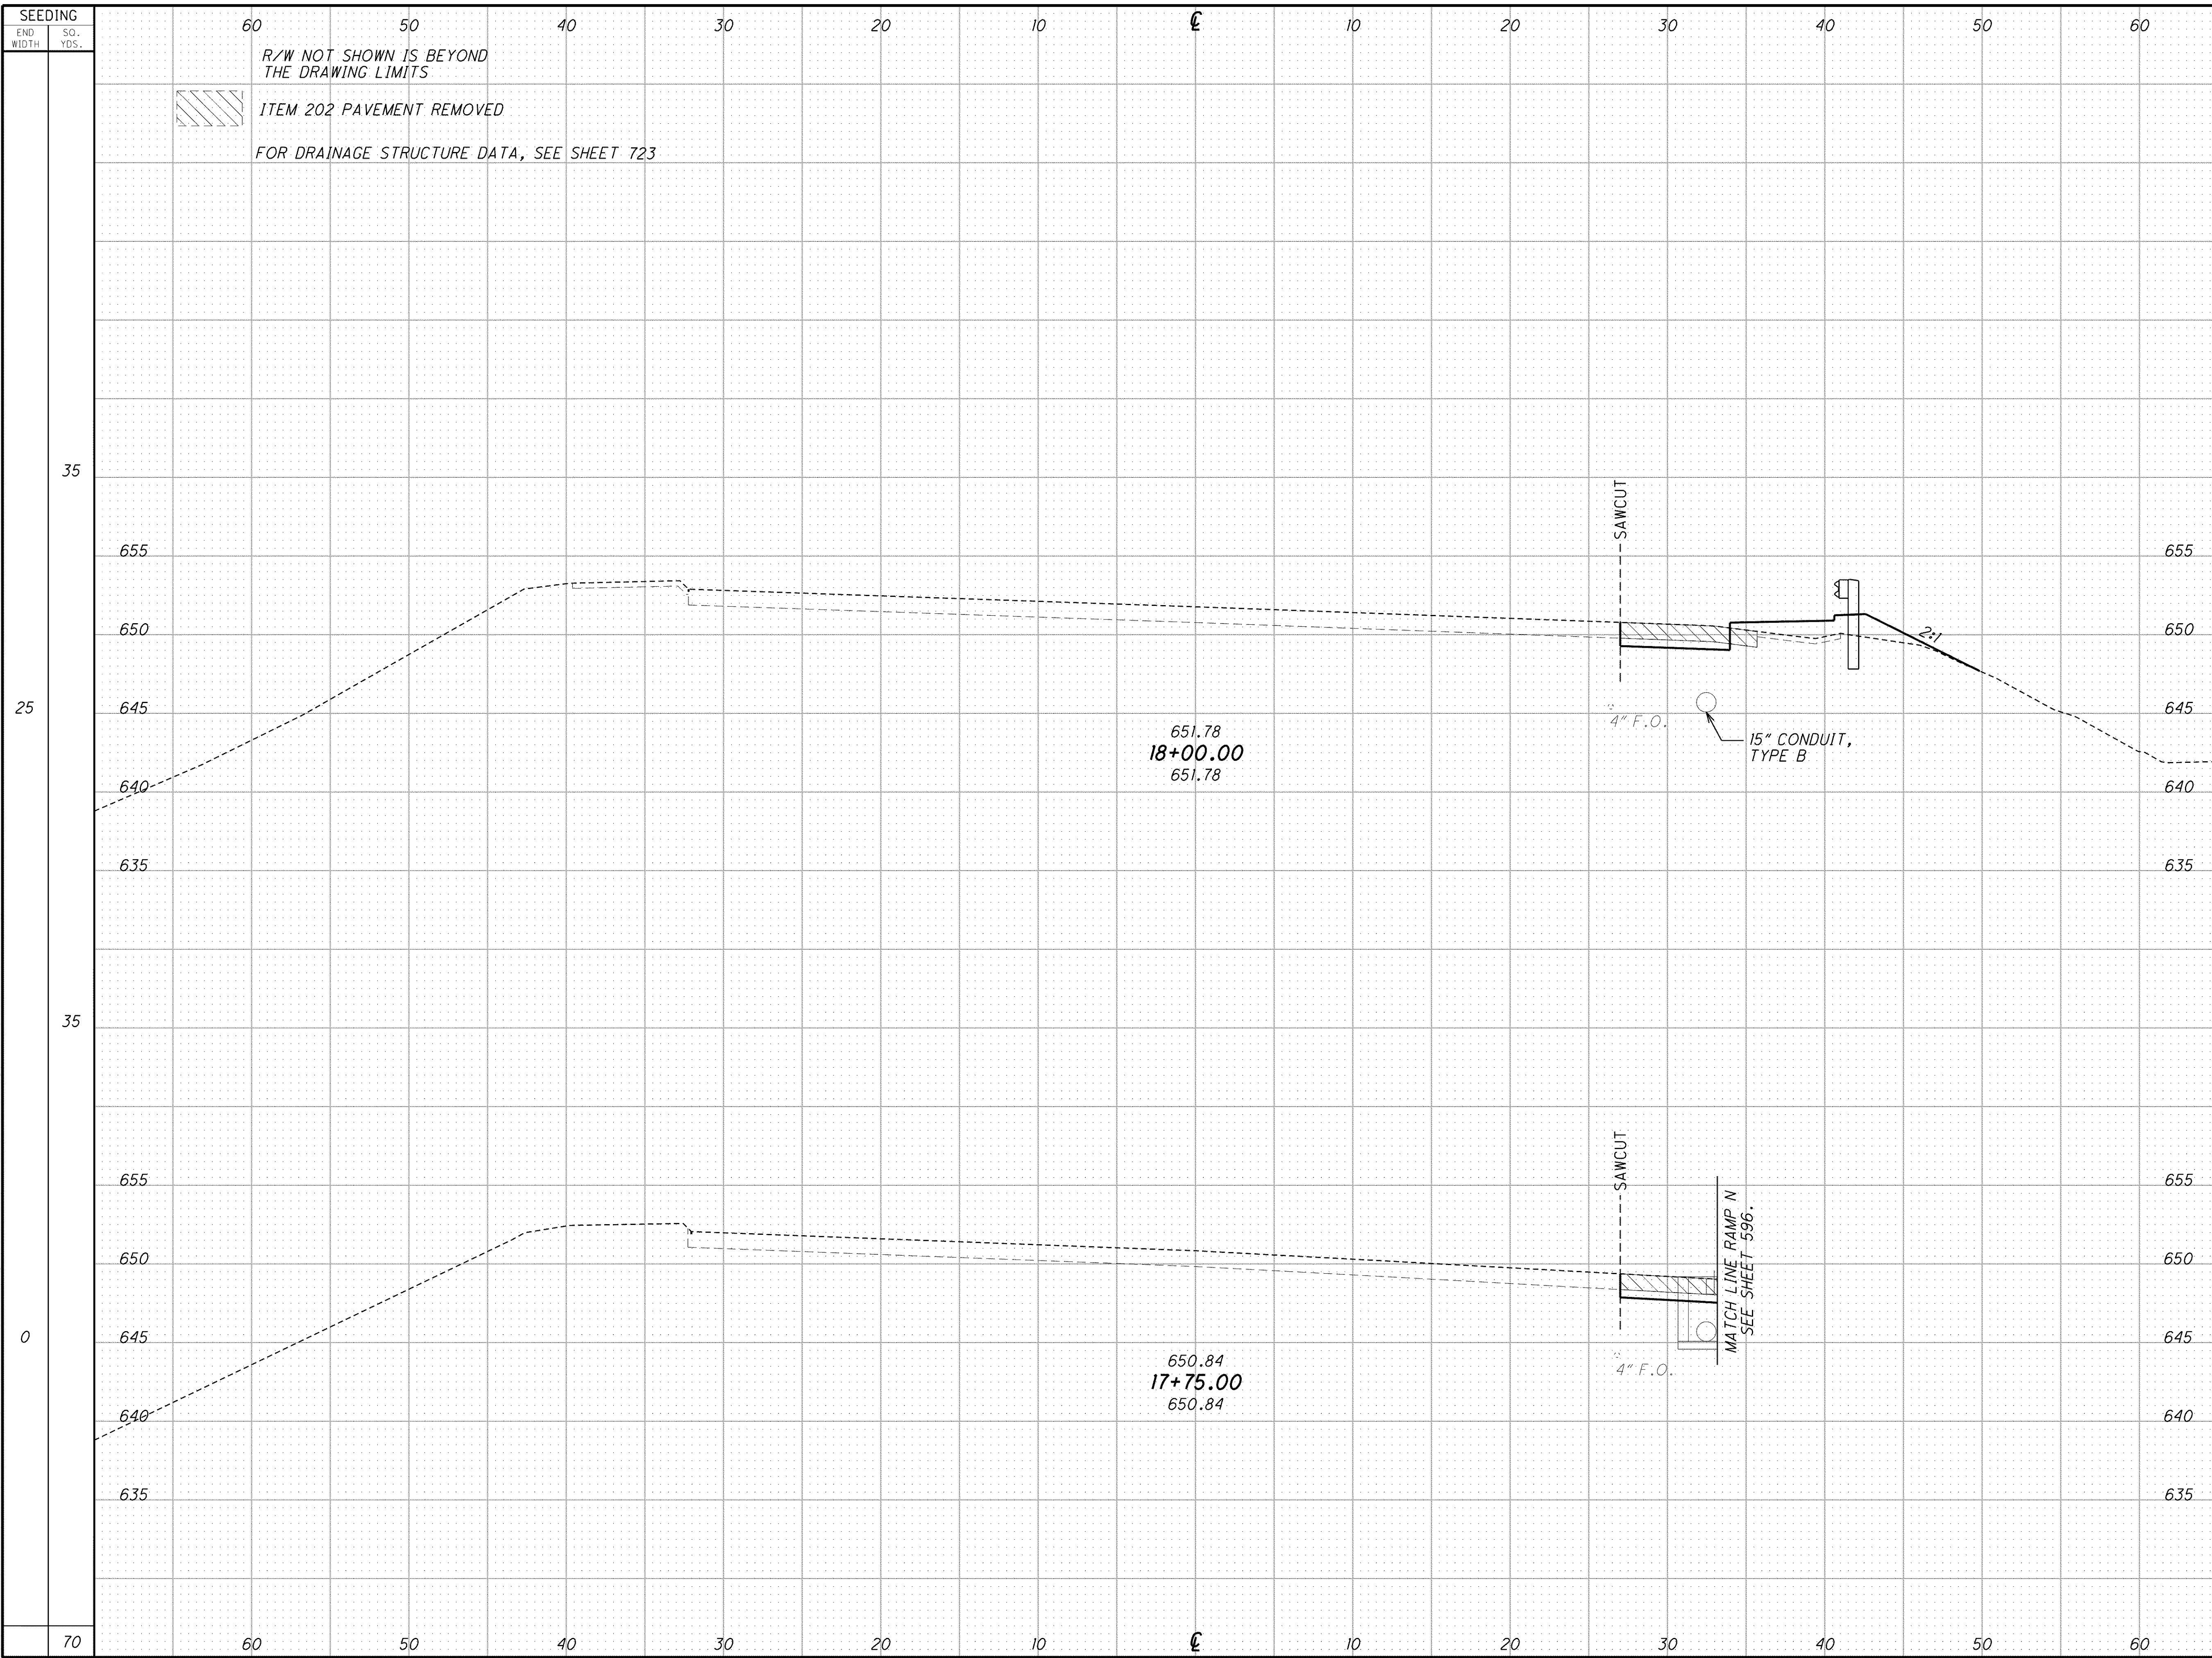 SEEDING
END WIDTH
SQ. YDS.
60 50 40 30 20 10 ℄ 10 20 30 40 50 60
R/W NOT SHOWN IS BEYOND
THE DRAWING LIMITS
ITEM 202 PAVEMENT REMOVED
FOR DRAINAGE STRUCTURE DATA, SEE SHEET 723
35
SAWCUT
655 655
650 650
2:1
25
645 645
4" F.O.
651.78
18+00.00
651.78
15" CONDUIT,
TYPE B
640 640
635 635
35
SAWCUT
655 655
MATCH LINE RAMP N
SEE SHEET 596.
650 650
0
645 645
650.84
17+75.00
650.84
4" F.O.
640 640
635 635
70
60 50 40 30 20 10 ℄ 10 20 30 40 50 60